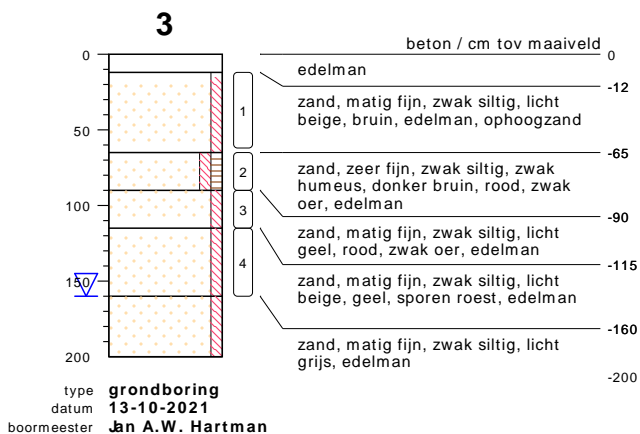 3
beton / cm tov maaiveld
0
0
edelman
-12
zand, matig fijn, zwak siltig, licht
beige, bruin, edelman, ophoogzand
1
50
-65
zand, zeer fijn, zwak siltig, zwak
humeus, donker bruin, rood, zwak
oer, edelman
2
-90
100
3
zand, matig fijn, zwak siltig, licht
geel, rood, zwak oer, edelman
-115
4
zand, matig fijn, zwak siltig, licht
beige, geel, sporen roest, edelman
150
-160
zand, matig fijn, zwak siltig, licht
grijs, edelman
200
-200
type grondboring
datum 13-10-2021
boormeester Jan A.W. Hartman